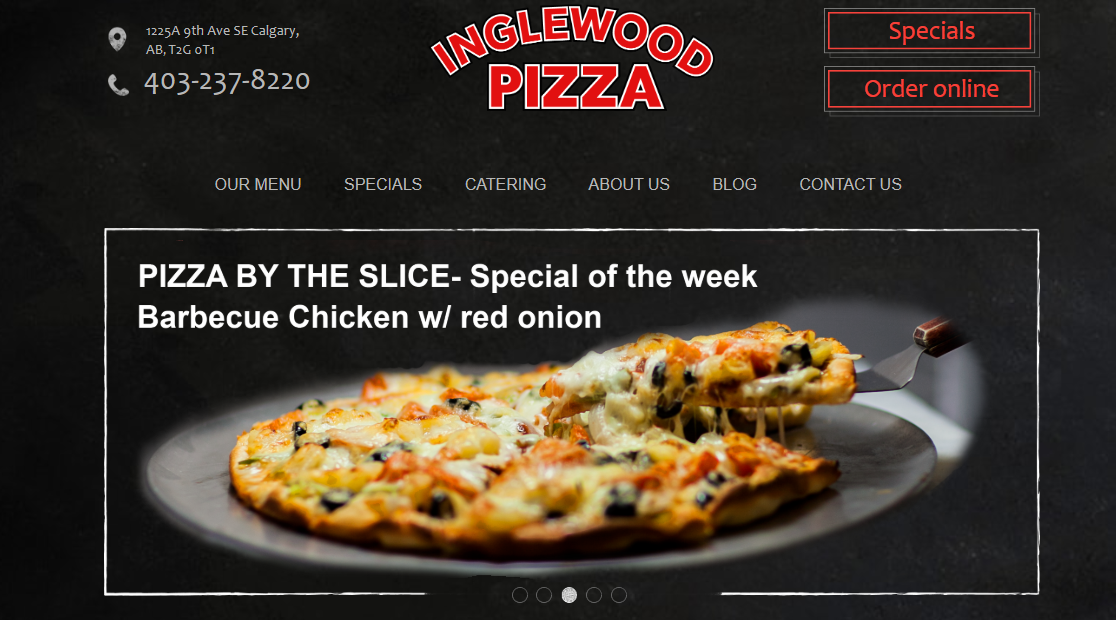 1225A 9th Ave SE Calgary,
AB, T2G 0T1
403-237-8220
INGLEWOOD
PIZZA
Specials
Order online
OUR MENU SPECIALS CATERING ABOUT US BLOG CONTACT US
PIZZA BY THE SLICE- Special of the week
Barbecue Chicken w/ red onion